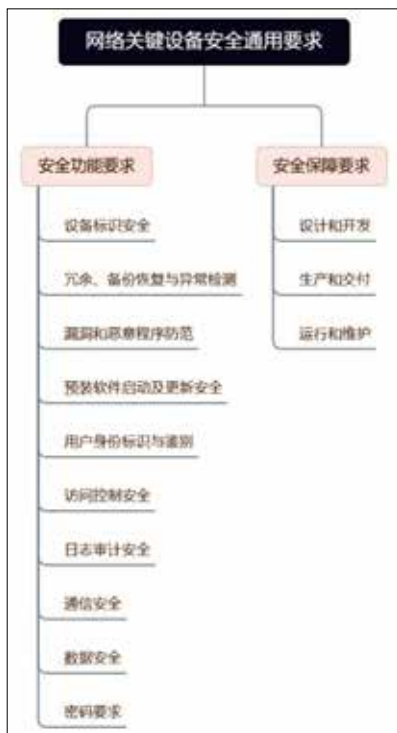 网络关键设备安全通用要求
安全功能要求
设备标识安全
冗余、备份恢复与异常检测
漏洞和恶意程序防范
预装软件启动及更新安全
用户身份标识与鉴别
访问控制安全
日志审计安全
通信安全
数据安全
密码要求
安全保障要求
设计和开发
生产和交付
运行和维护